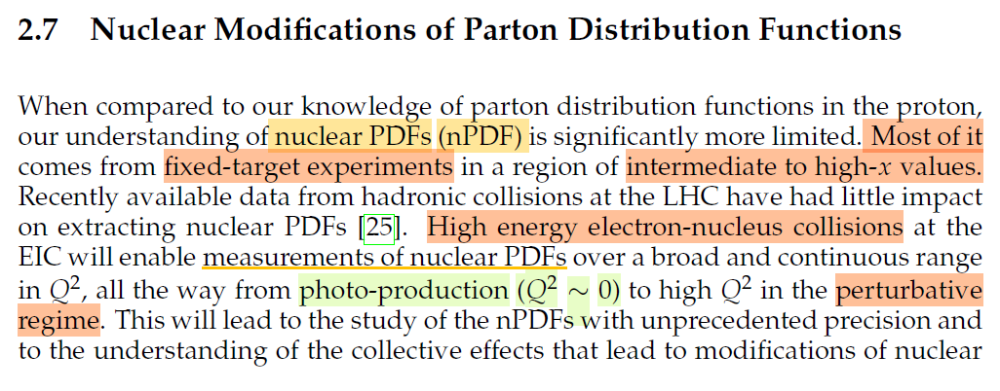 2.7 Nuclear Modifications of Parton Distribution Functions
When compared to our knowledge of parton distribution functions in the proton,
our understanding of nuclear PDFs (nPDF) is significantly more limited. Most of it
comes from fixed-target experiments in a region of intermediate to high-x values.
Recently available data from hadronic collisions at the LHC have had little impact
on extracting nuclear PDFs [25]. High energy electron-nucleus collisions at the
EIC will enable measurements of nuclear PDFs over a broad and continuous range
in Q², all the way from photo-production (Q² ∼ 0) to high Q² in the perturbative
regime. This will lead to the study of the nPDFs with unprecedented precision and
to the understanding of the collective effects that lead to modifications of nuclear